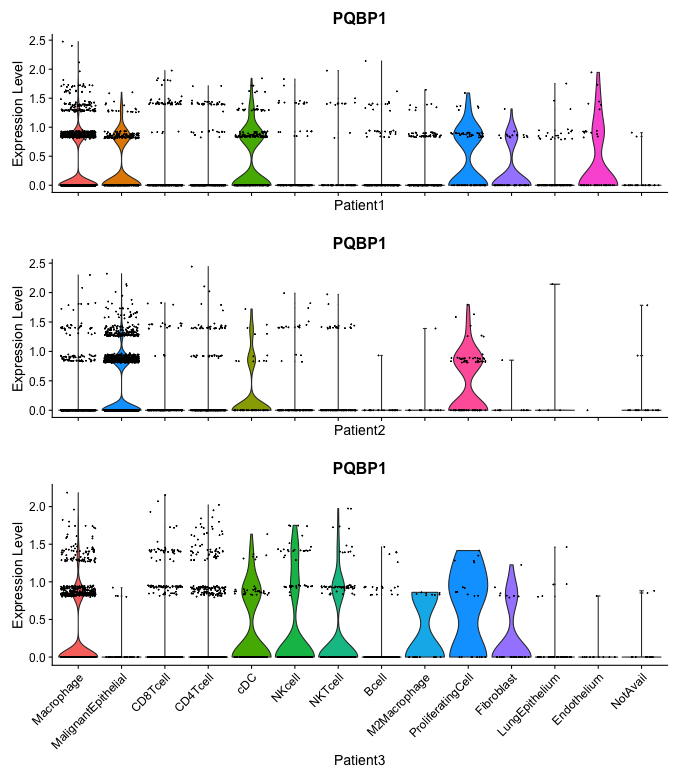 PQBP1
Expression Level
2.5
2.0
1.5
1.0
0.5
0.0
Patient1
PQBP1
Expression Level
2.5
2.0
1.5
1.0
0.5
0.0
Patient2
PQBP1
Expression Level
2.0
1.5
1.0
0.5
0.0
Macrophage
MalignantEpithelial
CD8Tcell
CD4Tcell
cDC
NKcell
NKTcell
Bcell
M2Macrophage
ProliferatingCell
Fibroblast
LungEpithelium
Endothelium
NotAvail
Patient3